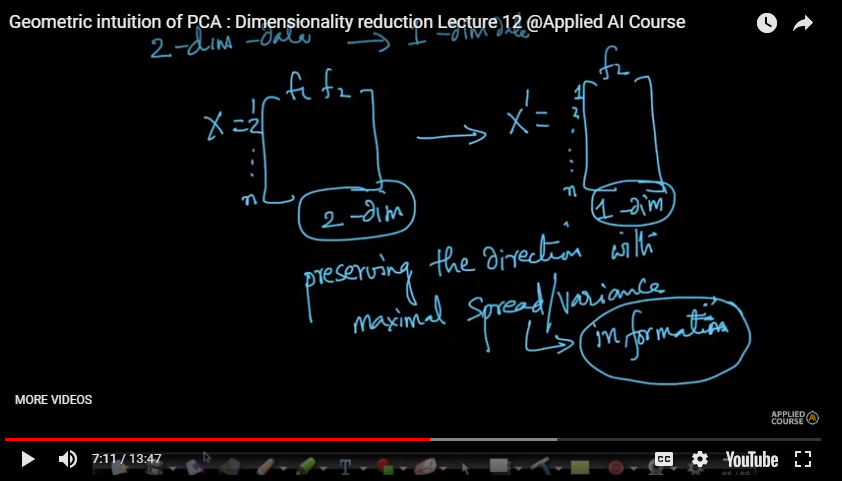 Geometric intuition of PCA : Dimensionality reduction Lecture 12 @Applied AI Course
2-dim-data → 1-dim data
f1 f2
f2
X = 1 2 ⋮ n
→
X' = 1 2 ⋮ n
2-dim
1-dim
preserving the direction with
maximal spread/variance
information
MORE VIDEOS
APPLIED
COURSE
7:11 / 13:47
CC
YouTube